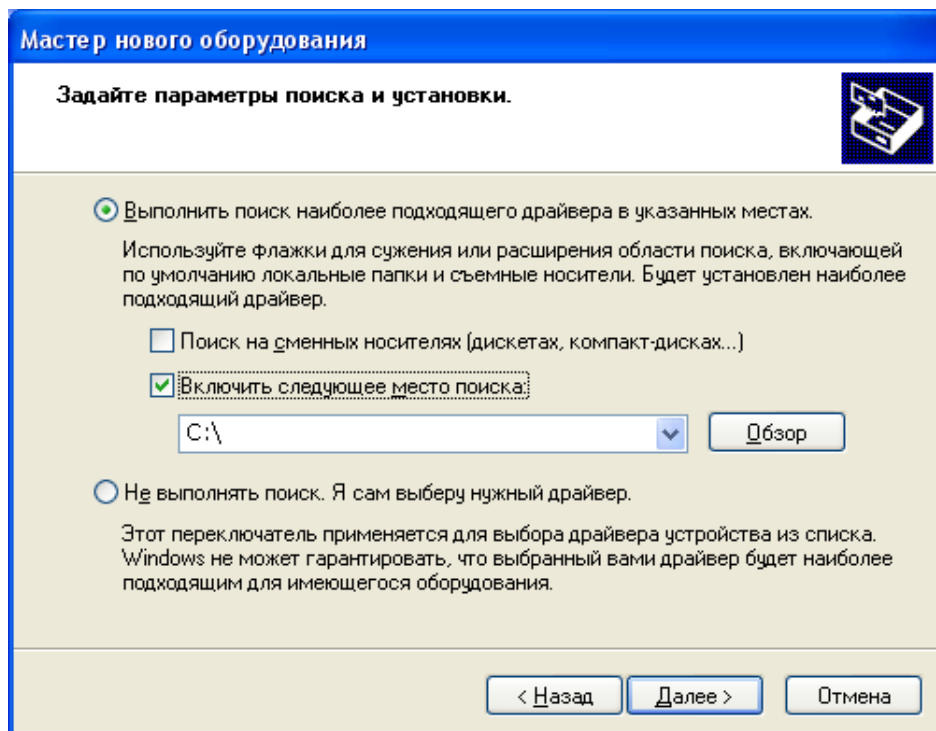 Мастер нового оборудования
Задайте параметры поиска и установки.
Выполнить поиск наиболее подходящего драйвера в указанных местах.
Используйте флажки для сужения или расширения области поиска, включающей
по умолчанию локальные папки и съемные носители. Будет установлен наиболее
подходящий драйвер.
Поиск на сменных носителях (дискетах, компакт-дисках...)
Включить следующее место поиска:
C:\
Обзор
Не выполнять поиск. Я сам выберу нужный драйвер.
Этот переключатель применяется для выбора драйвера устройства из списка.
Windows не может гарантировать, что выбранный вами драйвер будет наиболее
подходящим для имеющегося оборудования.
< Назад Далее > Отмена